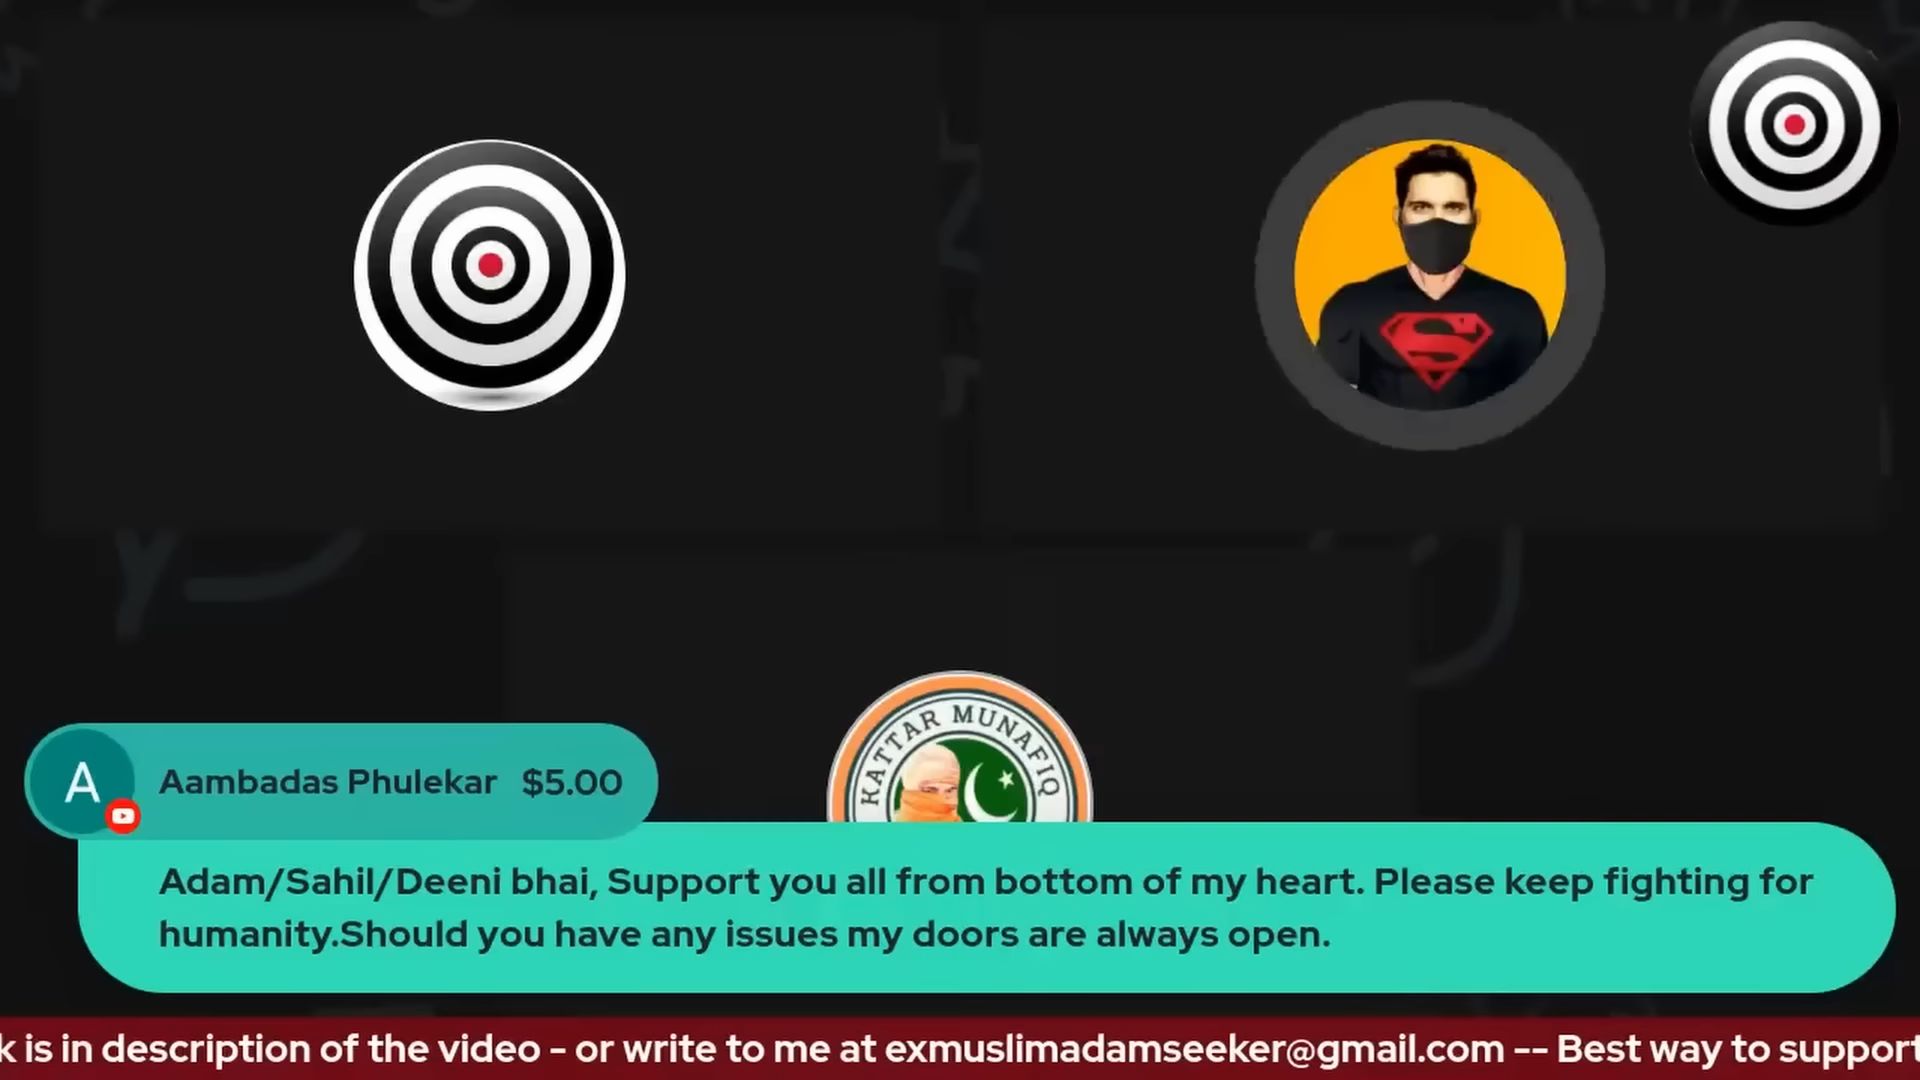 KATTAR MUNAFIQ
A
Aambadas Phulekar $5.00
Adam/Sahil/Deeni bhai, Support you all from bottom of my heart. Please keep fighting for
humanity.Should you have any issues my doors are always open.
k is in description of the video - or write to me at exmuslimadamseeker@gmail.com -- Best way to support